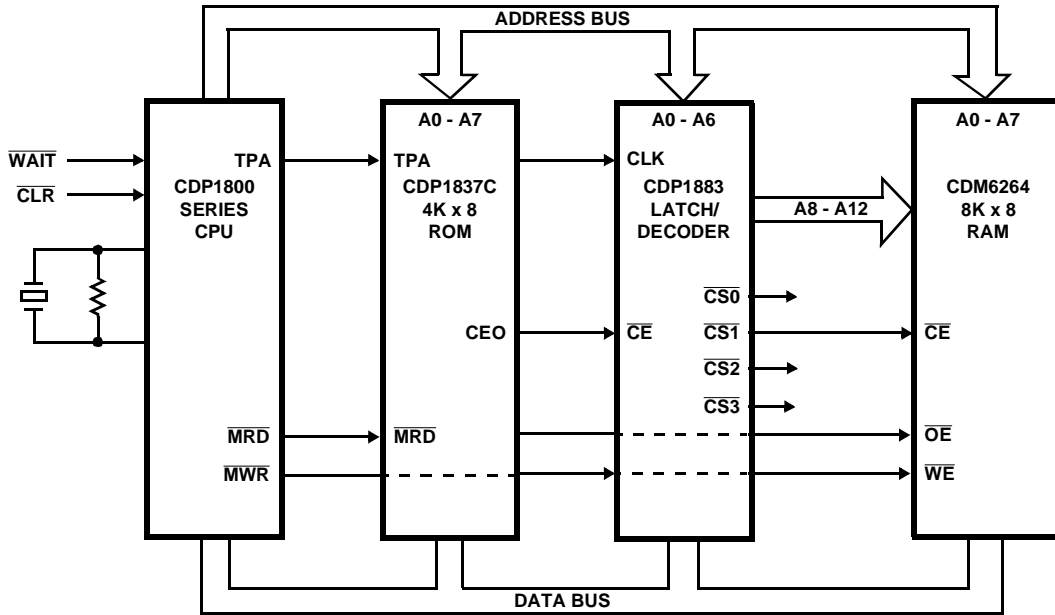 ADDRESS BUS
A0 - A7
A0 - A6
A0 - A7
WAIT
CLR
TPA
CDP1800
SERIES
CPU
TPA
CDP1837C
4K x 8
ROM
CEO
CLK
CDP1883
LATCH/
DECODER
A8 - A12
CDM6264
8K x 8
RAM
CS0
CE
CS1
CE
CS2
CS3
MRD
MRD
OE
MWR
WE
DATA BUS